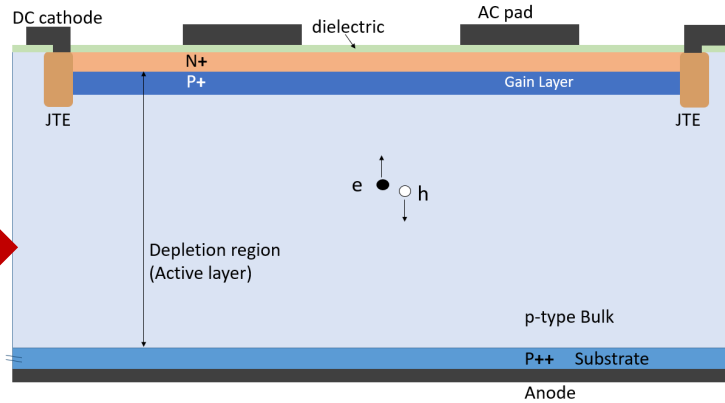 DC cathode
AC pad
dielectric
N+
P+
Gain Layer
JTE
JTE
e
h
Depletion region
(Active layer)
p-type Bulk
P++ Substrate
Anode